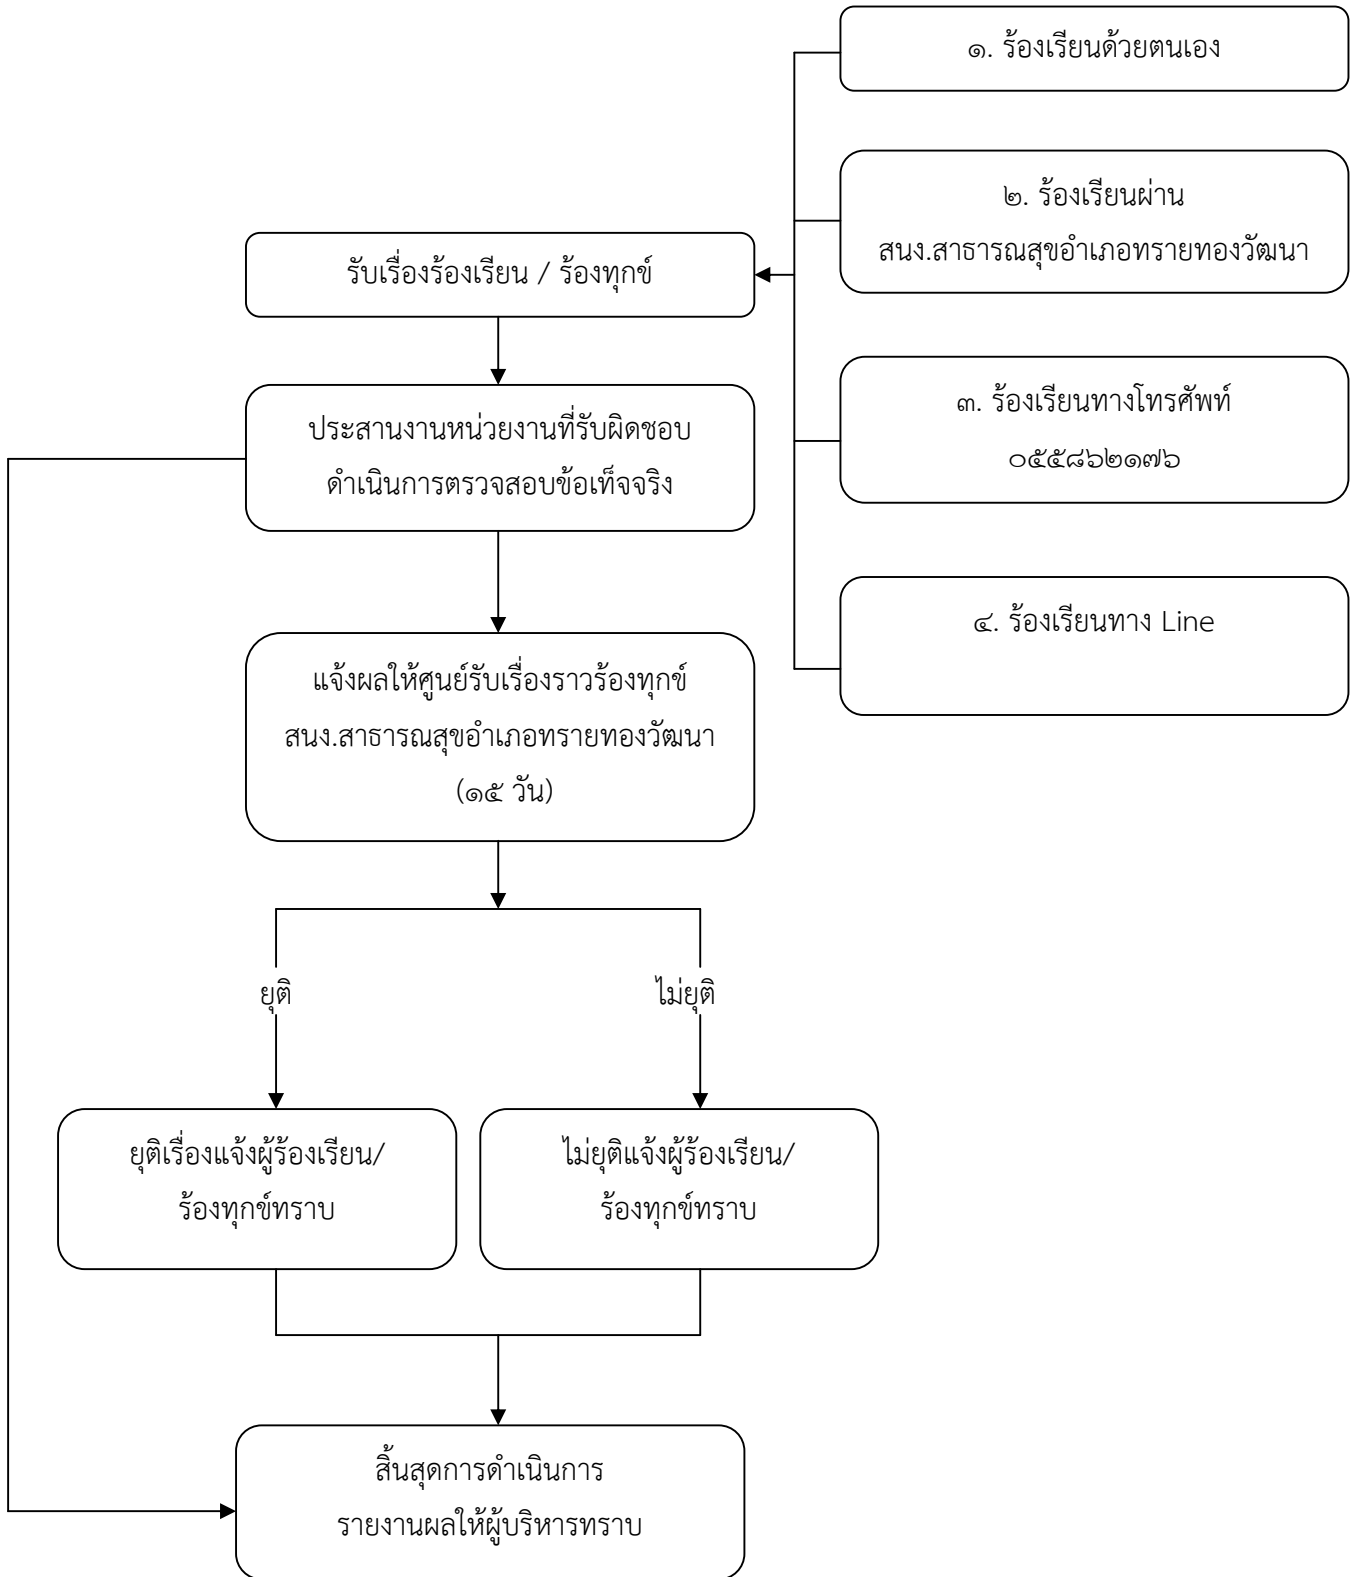 ๑. ร้องเรียนด้วยตนเอง
๒. ร้องเรียนผ่าน
สนง.สาธารณสุขอำเภอทรายทองวัฒนา
รับเรื่องร้องเรียน / ร้องทุกข์
๓. ร้องเรียนทางโทรศัพท์
๐๕๕๘๖๒๑๗๖
ประสานงานหน่วยงานที่รับผิดชอบ
ดำเนินการตรวจสอบข้อเท็จจริง
๔. ร้องเรียนทาง Line
แจ้งผลให้ศูนย์รับเรื่องราวร้องทุกข์
สนง.สาธารณสุขอำเภอทรายทองวัฒนา
(๑๕ วัน)
ยุติ
ไม่ยุติ
ยุติเรื่องแจ้งผู้ร้องเรียน/
ร้องทุกข์ทราบ
ไม่ยุติแจ้งผู้ร้องเรียน/
ร้องทุกข์ทราบ
สิ้นสุดการดำเนินการ
รายงานผลให้ผู้บริหารทราบ